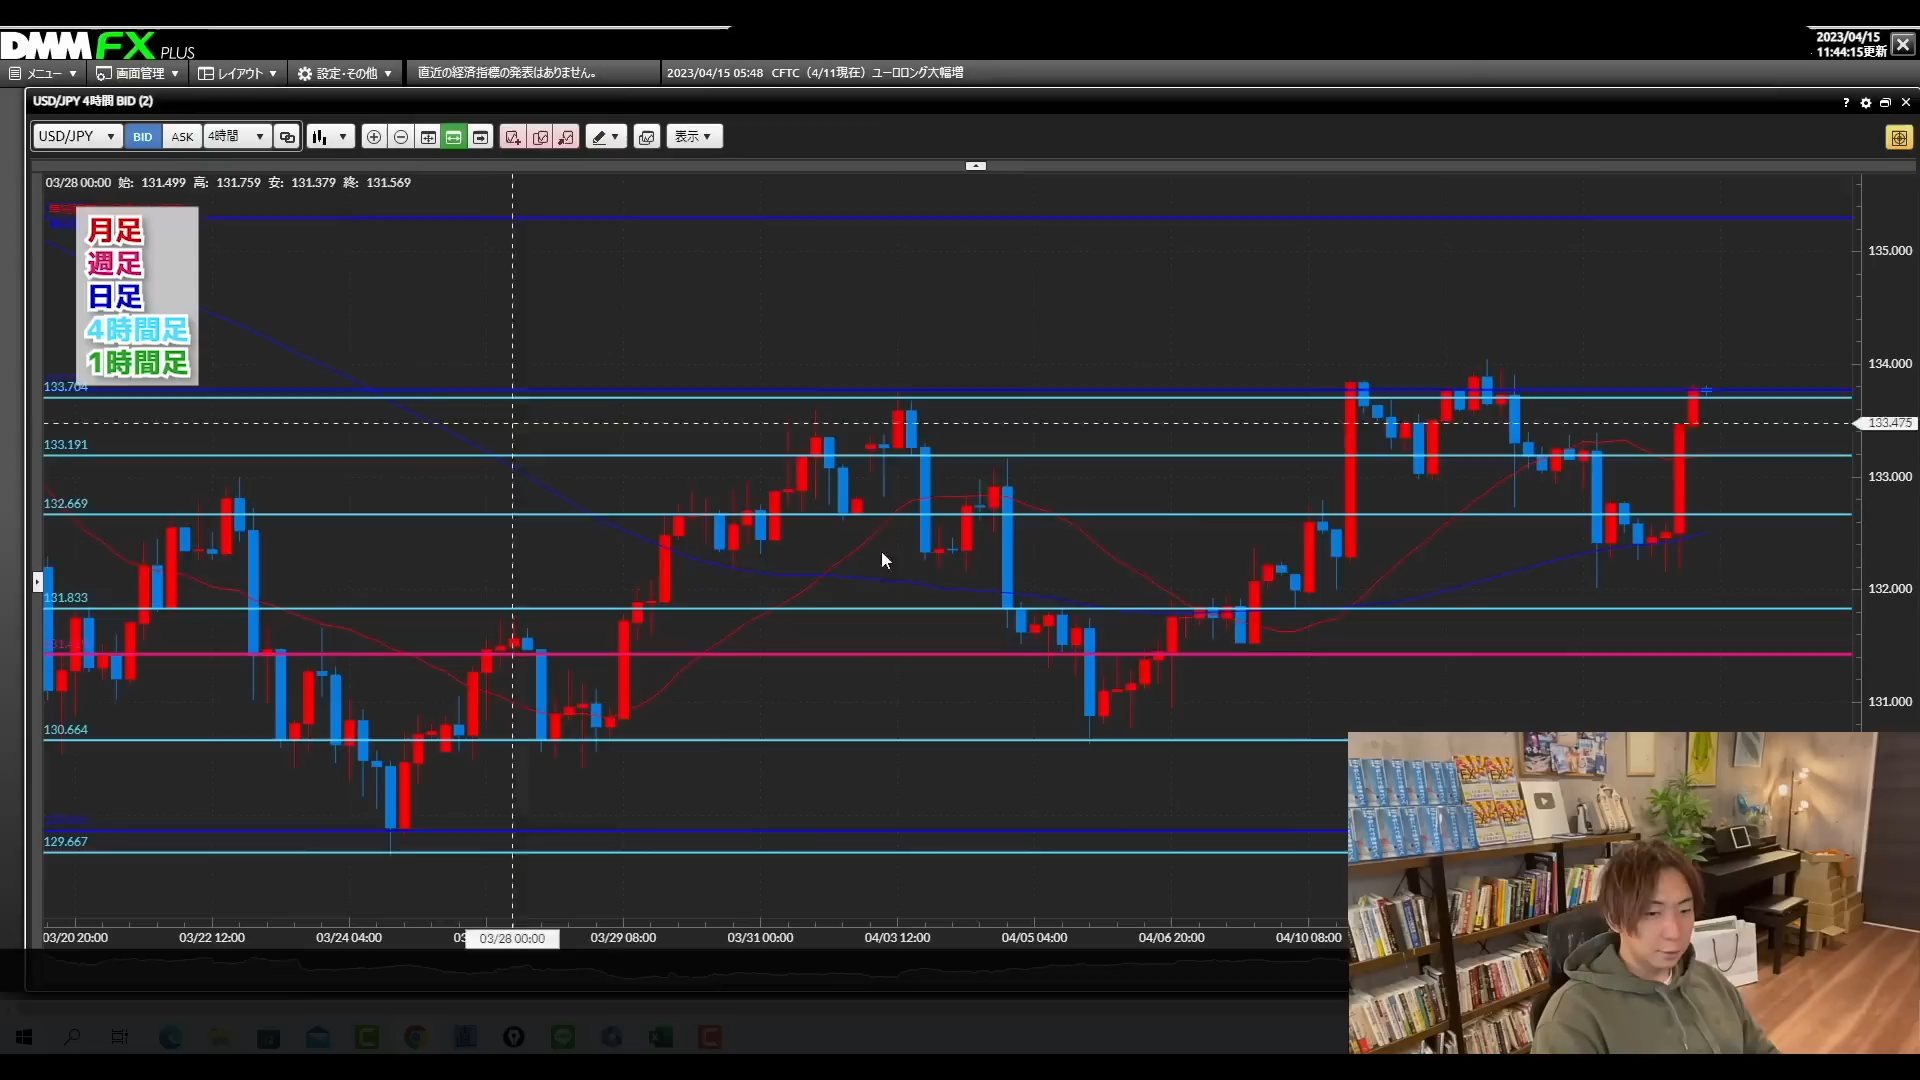 DMM FX PLUS
2023/04/15
11:44:15更新
メニュー
画面管理
レイアウト
設定・その他
直近の経済指標の発表はありません。
2023/04/15 05:48 CFTC（4/11現在）ユーロロング大幅増
USD/JPY 4時間 BID (2)
USD/JPY
BID
ASK
4時間
表示
03/28 00:00 始: 131.499 高: 131.759 安: 131.379 終: 131.569
月足
週足
日足
4時間足
1時間足
135.000
134.000
133.704
133.475
133.191
133.000
132.669
132.000
131.833
131.000
130.664
129.667
03/20 20:00
03/22 12:00
03/24 04:00
03/28 00:00
03/29 08:00
03/31 00:00
04/03 12:00
04/05 04:00
04/06 20:00
04/10 08:00